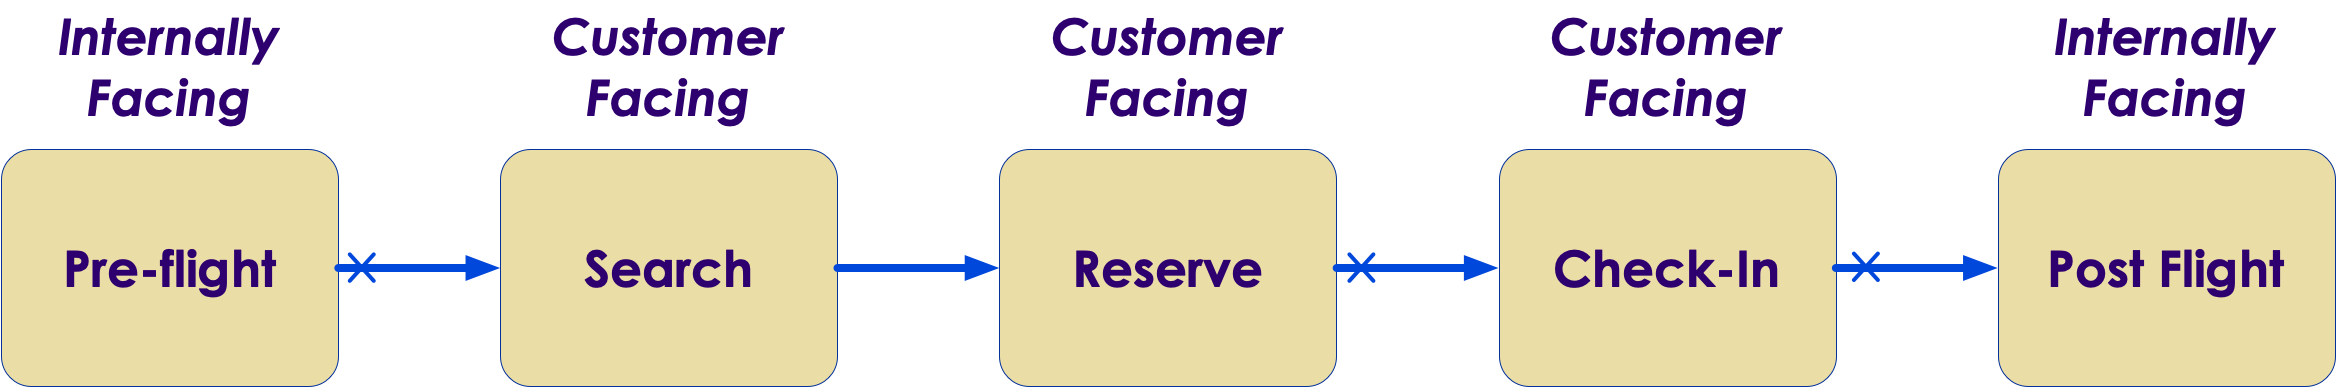 Internally
Facing
Customer
Facing
Customer
Facing
Customer
Facing
Internally
Facing
Pre-flight
Search
Reserve
Check-In
Post Flight